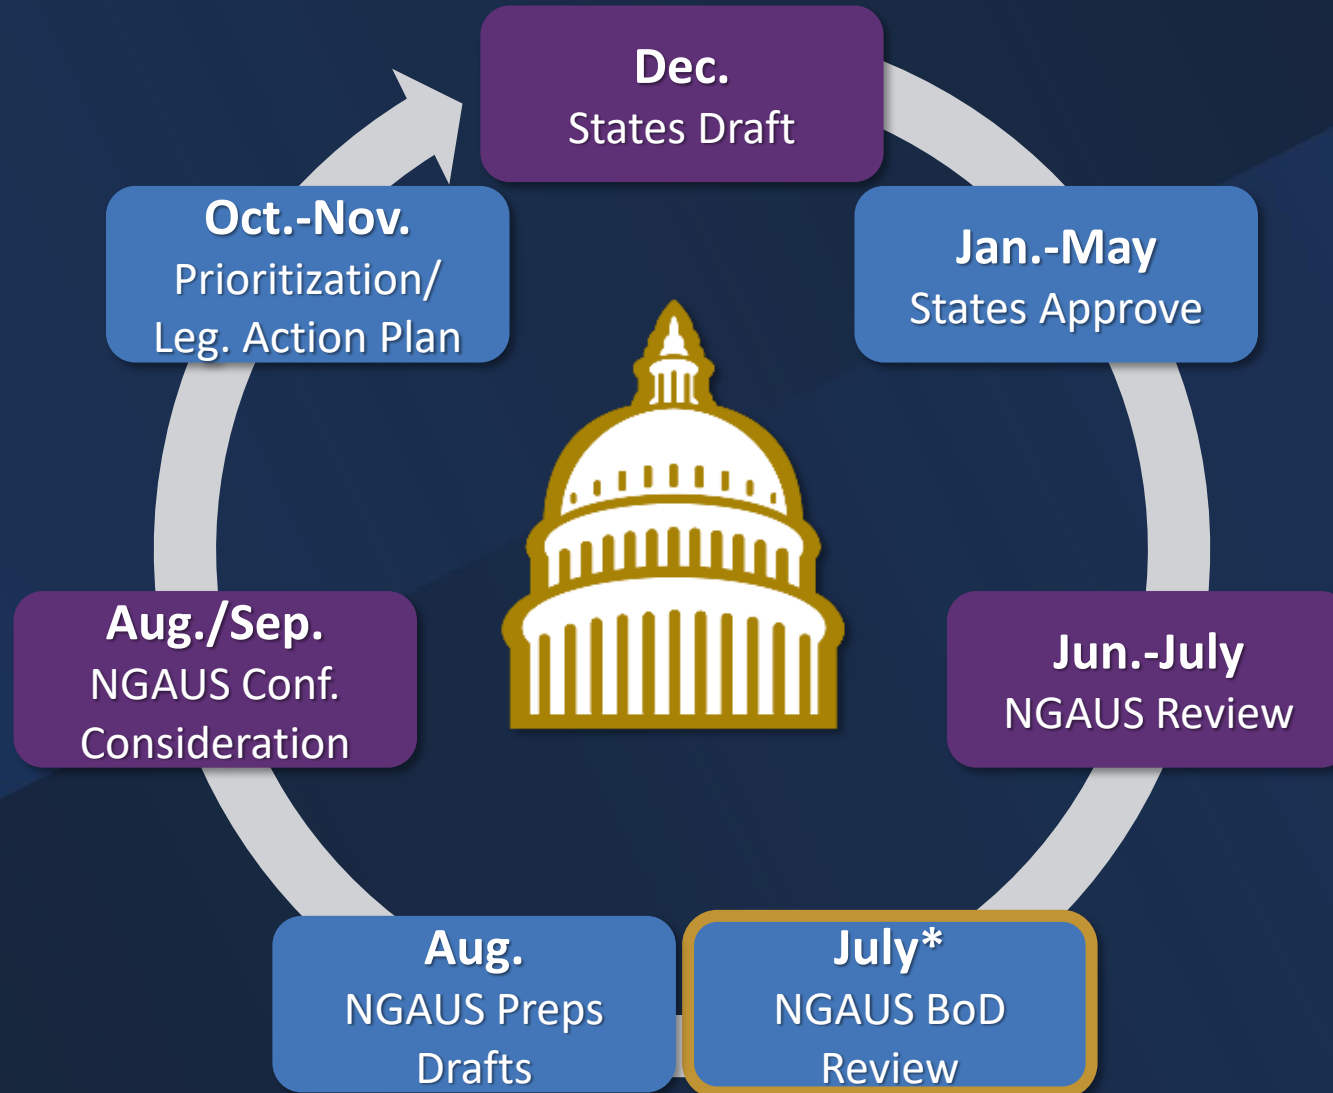 Dec.
States Draft
Jan.-May
States Approve
Jun.-July
NGAUS Review
July*
NGAUS BoD
Review
Aug.
NGAUS Preps
Drafts
Aug./Sep.
NGAUS Conf.
Consideration
Oct.-Nov.
Prioritization/
Leg. Action Plan